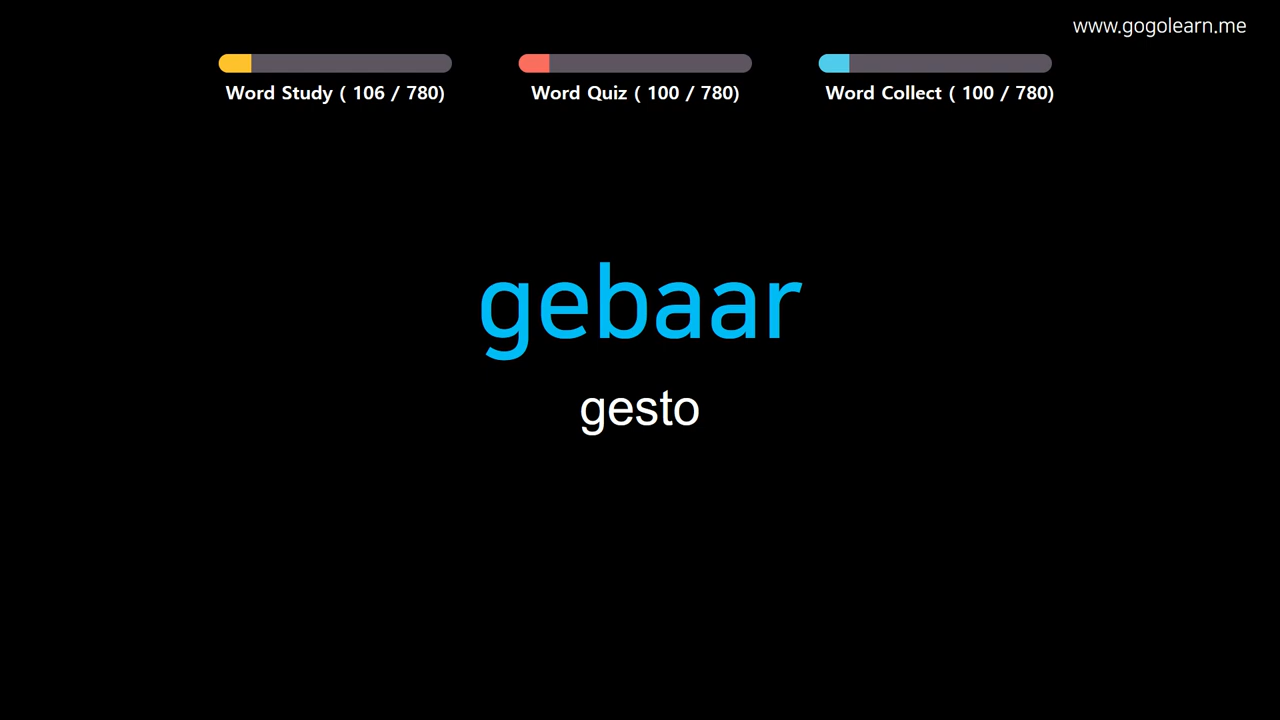 www.gogolearn.me
Word Study ( 106 / 780)
Word Quiz ( 100 / 780)
Word Collect ( 100 / 780)
gebaar
gesto